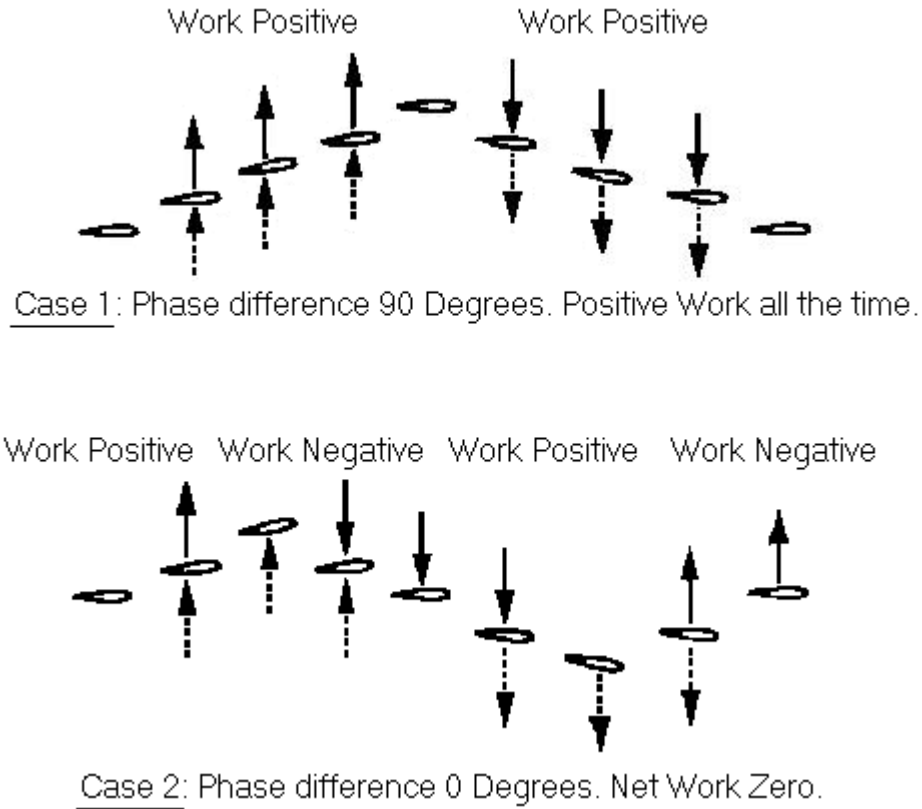 Work Positive Work Positive
Case 1: Phase difference 90 Degrees. Positive Work all the time.
Work Positive Work Negative Work Positive Work Negative
Case 2: Phase difference 0 Degrees. Net Work Zero.